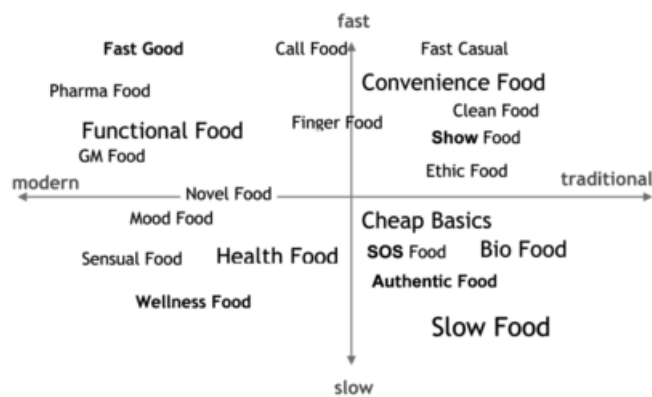 fast
Fast Good
Call Food
Fast Casual
Convenience Food
Pharma Food
Clean Food
Finger Food
Functional Food
Show Food
GM Food
Ethic Food
modern
traditional
Novel Food
Mood Food
Cheap Basics
Sensual Food
Health Food
SOS Food
Bio Food
Authentic Food
Wellness Food
Slow Food
slow